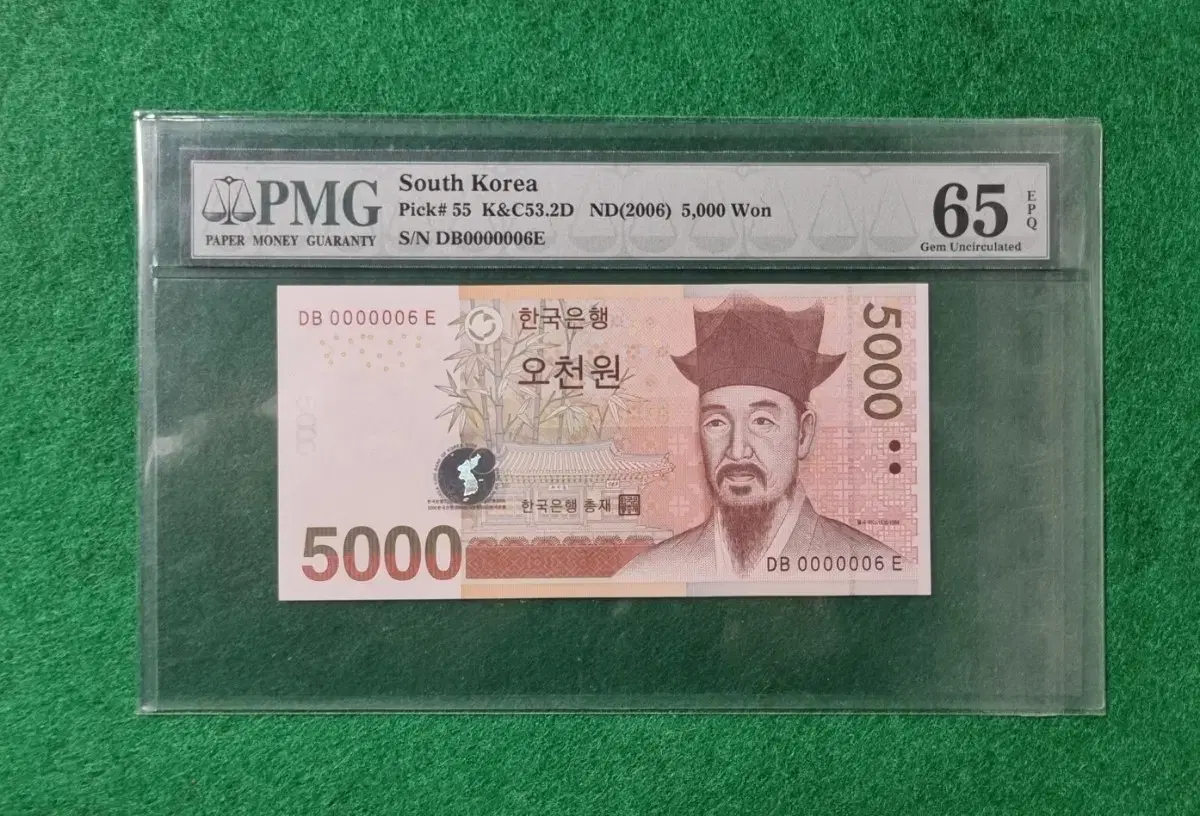 PMG
PAPER MONEY GUARANTY
South Korea
Pick# 55 K&C53.2D ND(2006) 5,000 Won
S/N DB0000006E
65
EPQ
Gem Uncirculated
DB 0000006 E
한국은행
오천원
5000
한국은행 총재
5000
DB 0000006 E